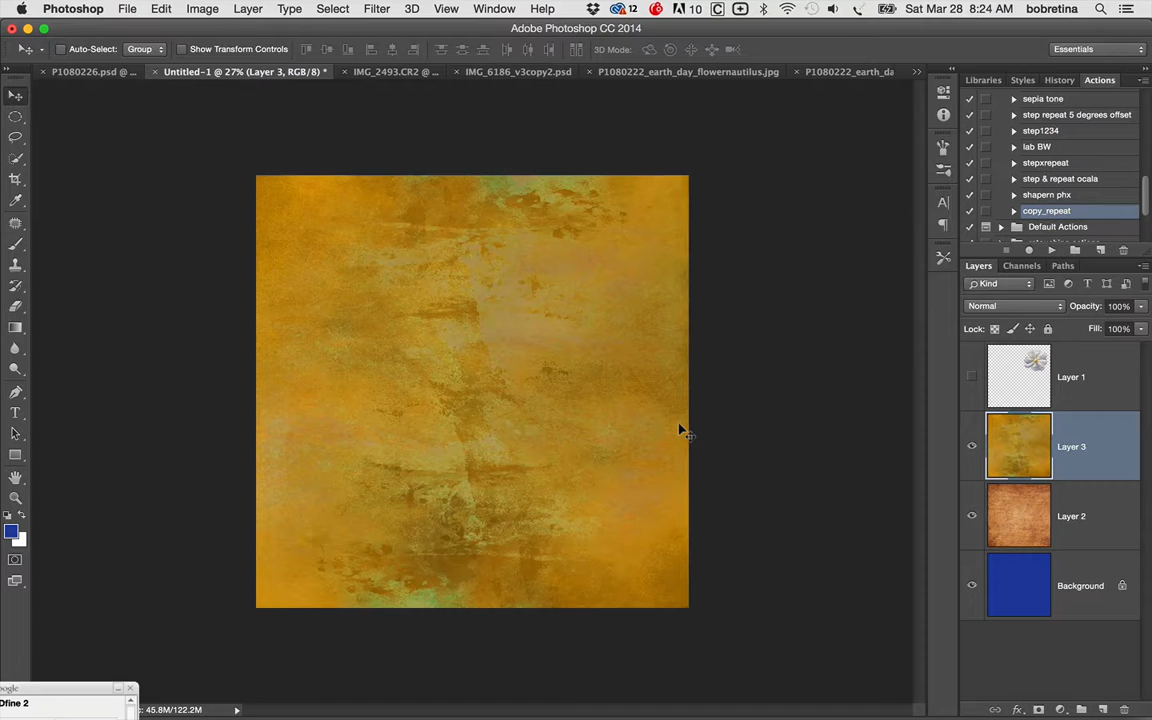 Photoshop File Edit Image Layer Type Select Filter 3D View Window Help 12 10 Sat Mar 28 8:24 AM bobretina
Adobe Photoshop CC 2014
Auto-Select: Group Show Transform Controls 3D Mode: Essentials
P1080226.psd @ ... Untitled-1 @ 27% (Layer 3, RGB/8) * IMG_2493.CR2 @ ... IMG_6186_v3copy2.psd P1080222_earth_day_flowernautilus.jpg P1080222_earth_da
Libraries Styles History Actions
sepia tone
step repeat 5 degrees offset
step1234
lab BW
stepxrepeat
step & repeat ocala
shapern phx
copy_repeat
Default Actions
Layers Channels Paths
Kind
Normal Opacity: 100%
Lock: Fill: 100%
Layer 1
Layer 3
Layer 2
Background
oogle
Dfine 2
: 45.8M/122.2M